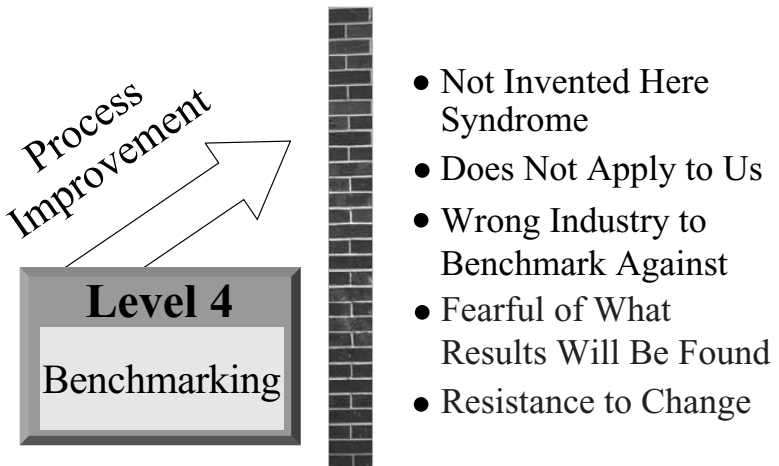 Process
Improvement
Level 4
Benchmarking
• Not Invented Here
Syndrome
• Does Not Apply to Us
• Wrong Industry to
Benchmark Against
• Fearful of What
Results Will Be Found
• Resistance to Change